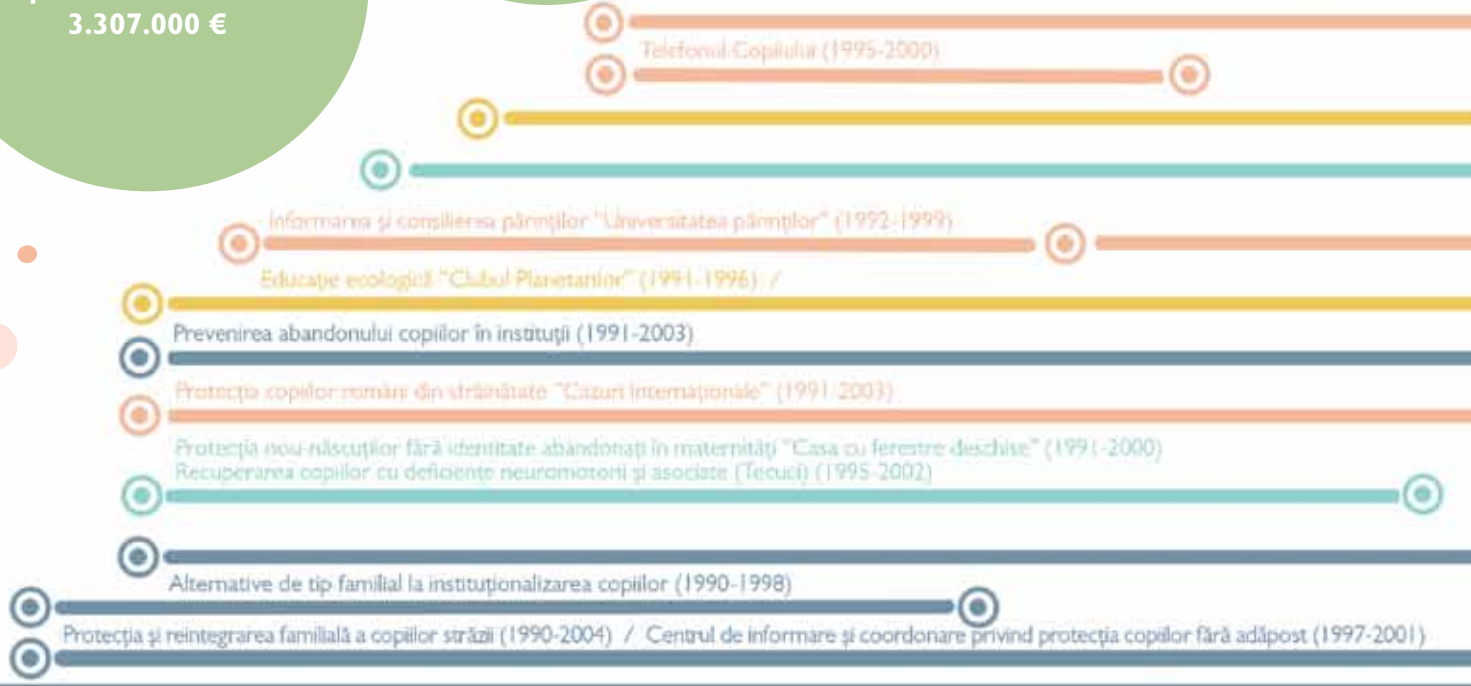 3.307.000 €
Telefonul Copilului (1995-2000)
Informarea și consilierea părinților "Universitatea părinților" (1992-1999)
Educație ecologică "Clubul Planetarilor" (1991-1996) /
Prevenirea abandonului copiilor în instituții (1991-2003)
Protecția copiilor români din străinătate "Cazuri Internaționale" (1991-2003)
Protecția nou-născuților fără identitate abandonați în maternități "Casa cu ferestre deschise" (1991-2000)
Recuperarea copiilor cu deficiențe neuromotorii și asociate (Tecuci) (1995-2002)
Alternative de tip familial la instituționalizarea copiilor (1990-1998)
Protecția și reintegrarea familială a copiilor străzii (1990-2004) / Centrul de informare și coordonare privind protecția copiilor fără adăpost (1997-2001)